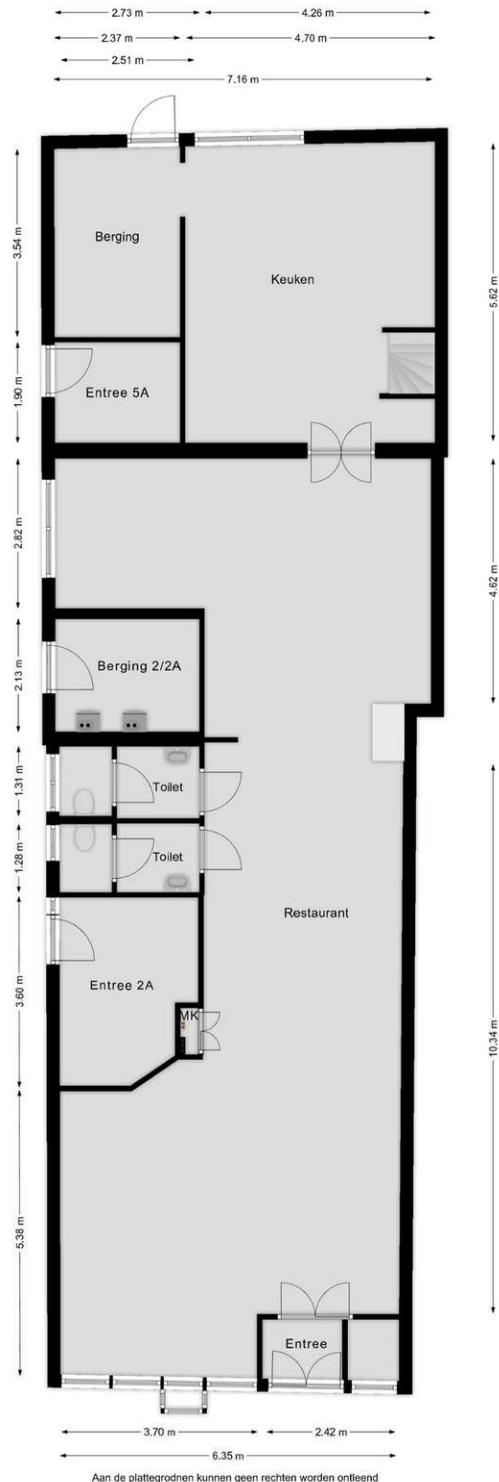 2.73 m
4.26 m
2.37 m
4.70 m
2.51 m
7.16 m
3.54 m
Berging
Keuken
5.62 m
1.90 m
Entree 5A
2.82 m
4.62 m
2.13 m
Berging 2/2A
1.31 m
Toilet
1.28 m
Toilet
Restaurant
3.60 m
Entree 2A
MK
10.34 m
5.38 m
Entree
3.70 m
2.42 m
6.35 m
Aan de plattegrodnen kunnen geen rechten worden ontleend